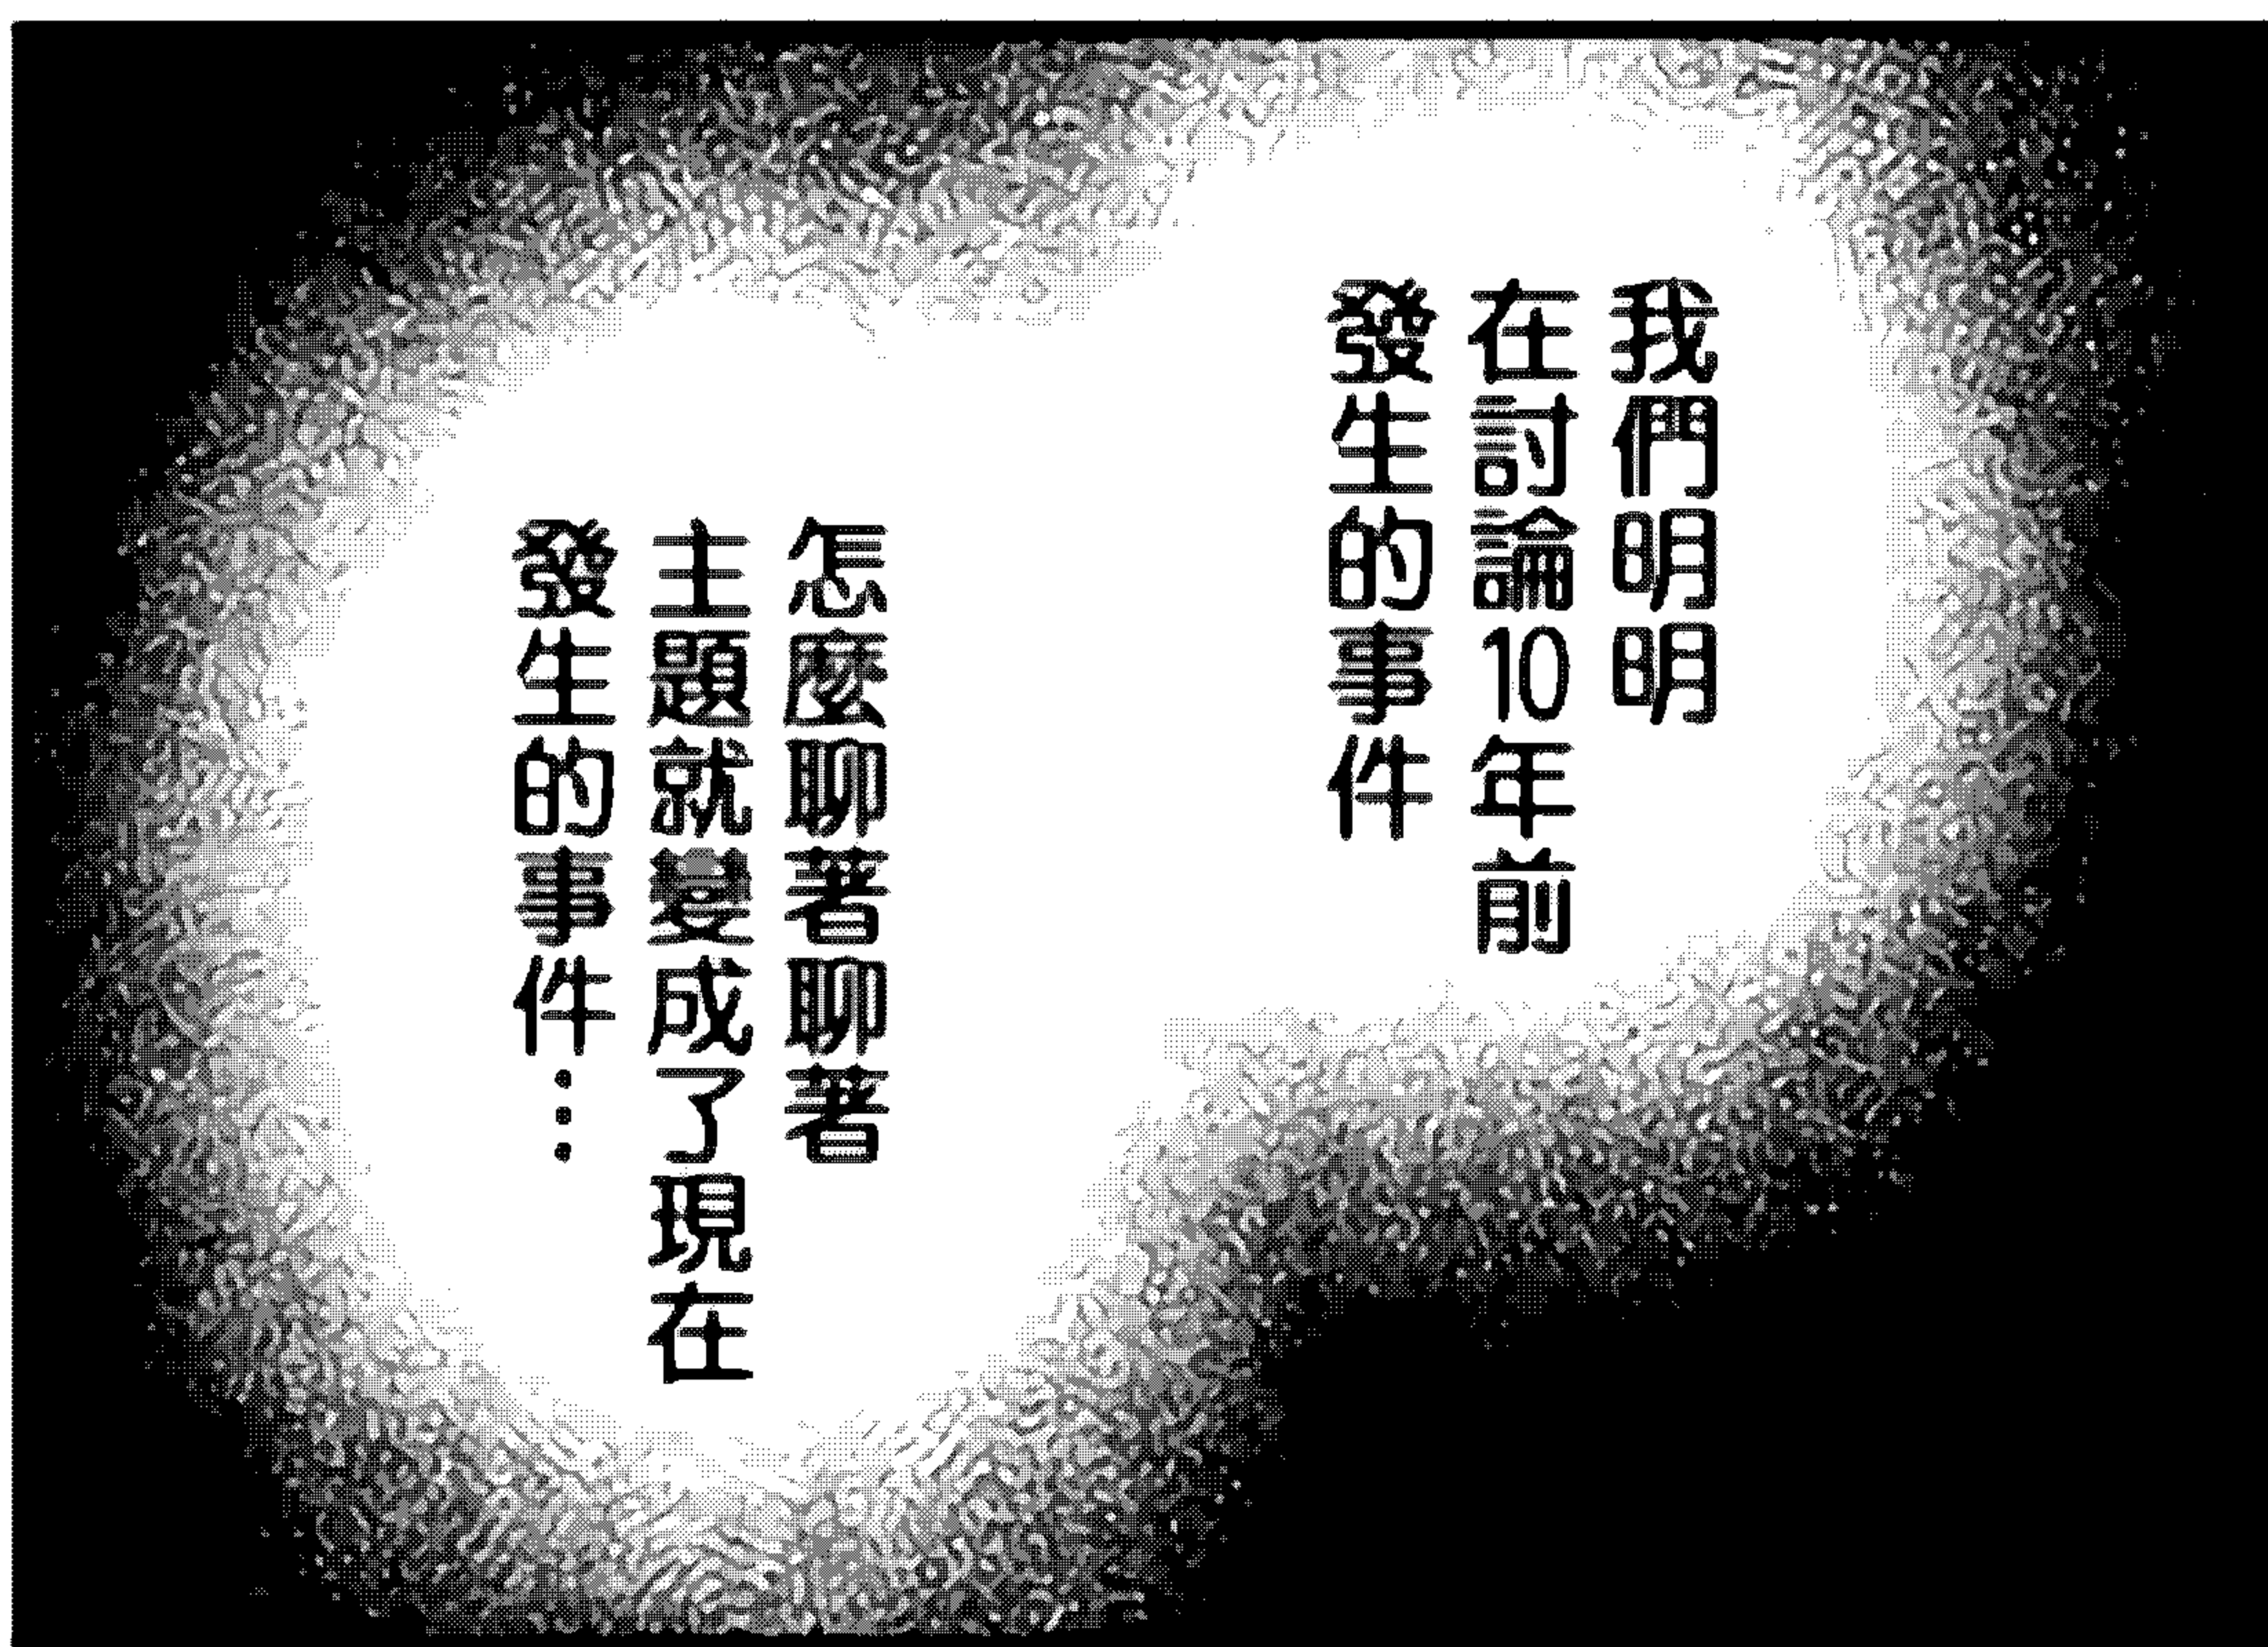 我們明明
在討論10年前
發生的事件
怎麼聊著聊著
主題就變成了現在
發生的事件…